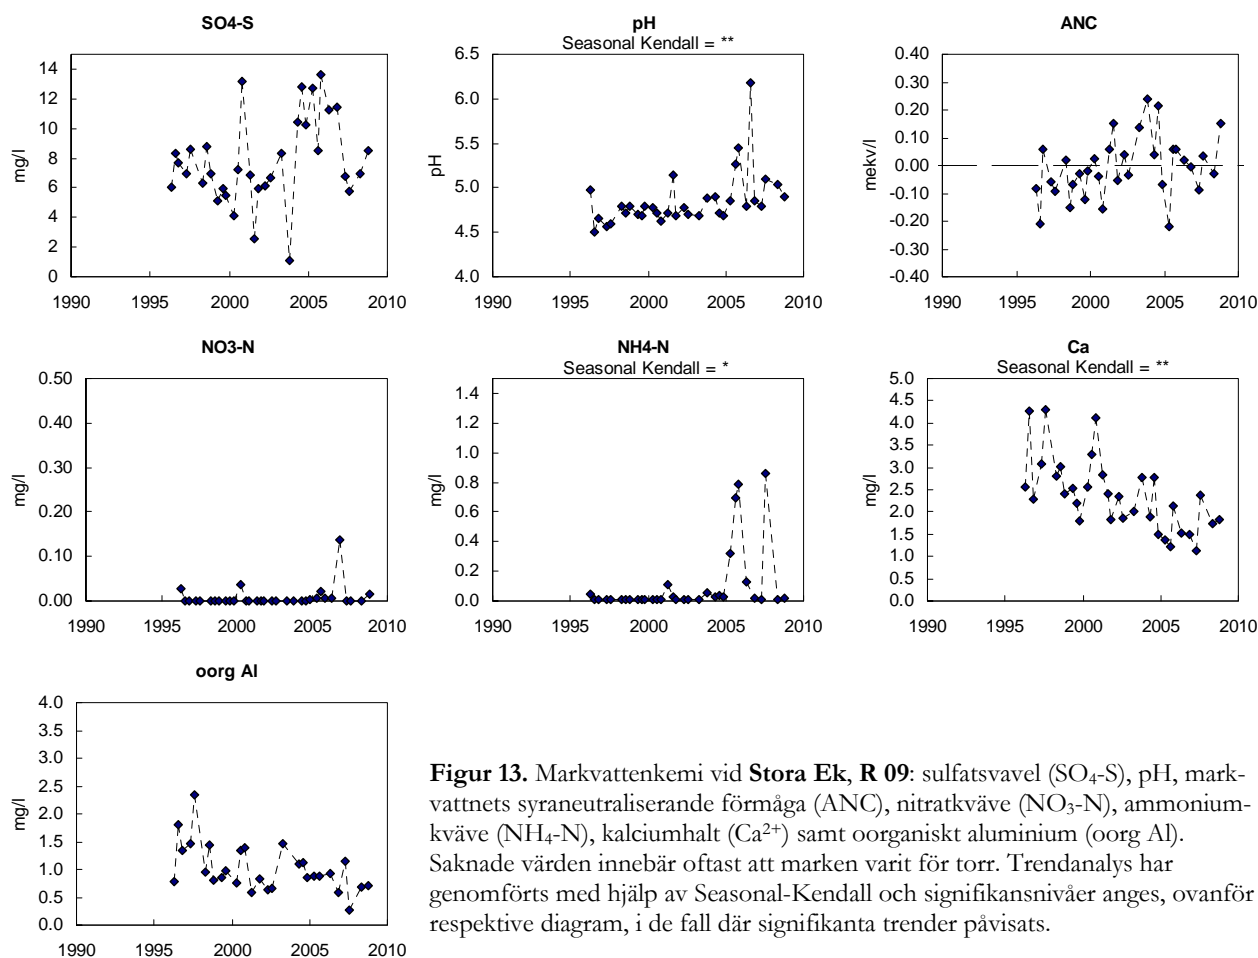 SO4-S
mg/l
14
12
10
8
6
4
2
0
1990 1995 2000 2005 2010
pH
Seasonal Kendall = **
pH
6.5
6.0
5.5
5.0
4.5
4.0
1990 1995 2000 2005 2010
ANC
mekv/l
0.40
0.30
0.20
0.10
0.00
-0.10
-0.20
-0.30
-0.40
1990 1995 2000 2005 2010
NO3-N
mg/l
0.50
0.40
0.30
0.20
0.10
0.00
1990 1995 2000 2005 2010
NH4-N
Seasonal Kendall = *
mg/l
1.4
1.2
1.0
0.8
0.6
0.4
0.2
0.0
1990 1995 2000 2005 2010
Ca
Seasonal Kendall = **
mg/l
5.0
4.5
4.0
3.5
3.0
2.5
2.0
1.5
1.0
0.5
0.0
1990 1995 2000 2005 2010
oorg Al
mg/l
4.0
3.5
3.0
2.5
2.0
1.5
1.0
0.5
0.0
1990 1995 2000 2005 2010
Figur 13. Markvattenkemi vid Stora Ek, R 09: sulfatsvavel (SO₄-S), pH, mark-
vattnets syraneutraliserande förmåga (ANC), nitratkväve (NO₃-N), ammonium-
kväve (NH₄-N), kalciumhalt (Ca²⁺) samt oorganiskt aluminium (oorg Al).
Saknade värden innebär oftast att marken varit för torr. Trendanalys har
genomförts med hjälp av Seasonal-Kendall och signifikansnivåer anges, ovanför
respektive diagram, i de fall där signifikanta trender påvisats.